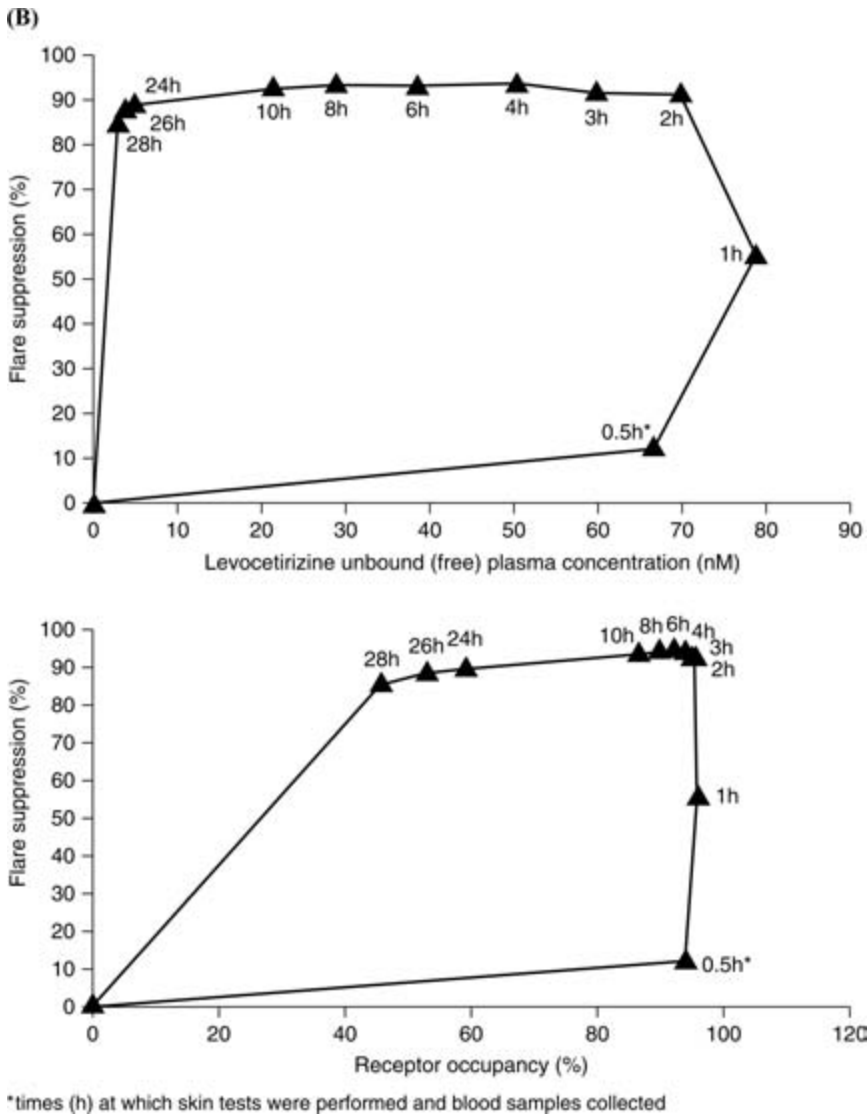 (B)
100
90
80
70
60
50
40
30
20
10
0
Flare suppression (%)
24h
26h
28h
10h
8h
6h
4h
3h
2h
1h
0.5h*
0 10 20 30 40 50 60 70 80 90
Levocetirizine unbound (free) plasma concentration (nM)
100
90
80
70
60
50
40
30
20
10
0
Flare suppression (%)
28h
26h
24h
10h
8h
6h
4h
3h
2h
1h
0.5h*
0 20 40 60 80 100 120
Receptor occupancy (%)
*times (h) at which skin tests were performed and blood samples collected